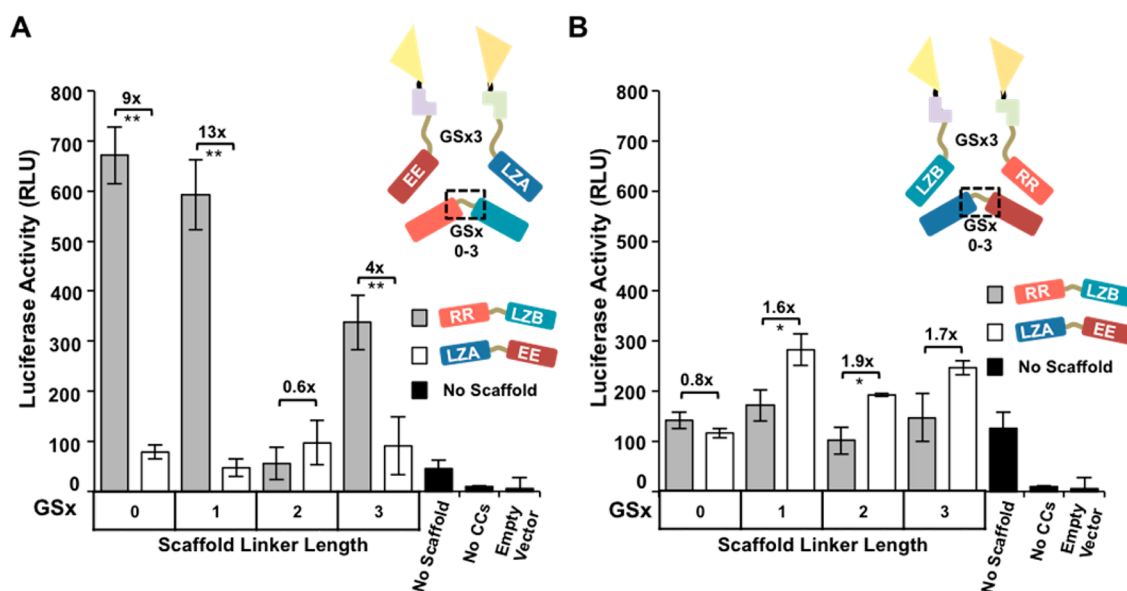 A
Luciferase Activity (RLU)
800
700
600
500
400
300
200
100
0
9x
**
13x
**
0.6x
4x
**
GSx3
EE
LZA
GSx
0-3
RR
LZB
LZA
EE
No Scaffold
GSx
0
1
2
3
Scaffold Linker Length
No Scaffold
No CCs
Empty
Vector
B
Luciferase Activity (RLU)
800
700
600
500
400
300
200
100
0
0.8x
1.6x
*
1.9x
*
1.7x
GSx3
LZB
RR
GSx
0-3
RR
LZB
LZA
EE
No Scaffold
GSx
0
1
2
3
Scaffold Linker Length
No Scaffold
No CCs
Empty
Vector